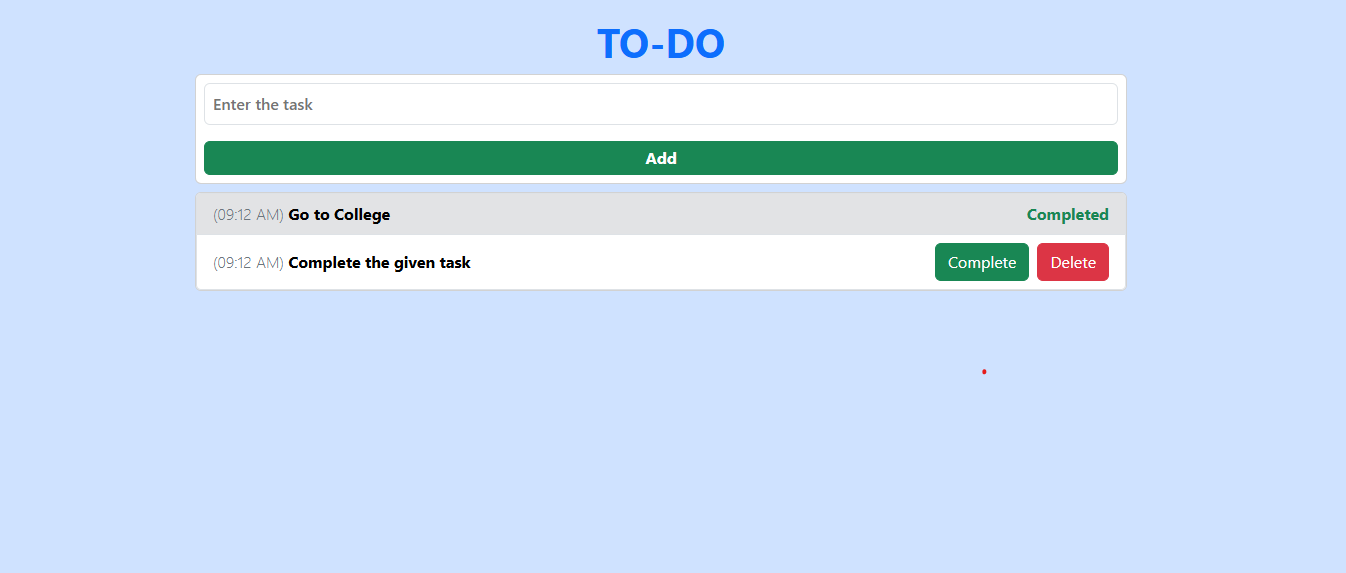 TO-DO
Enter the task
Add
(09:12 AM) Go to College Completed
(09:12 AM) Complete the given task Complete Delete